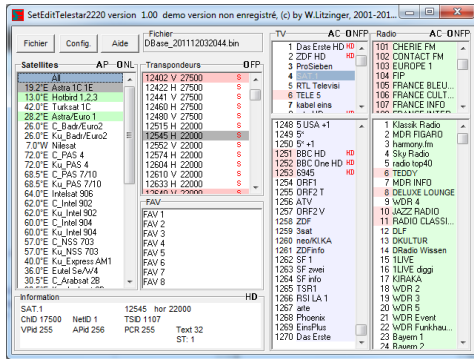 SetEditTelestar2220 version 1.00 demo version non enregistré, (c) by W.Litzinger, 2001-201...
Fichier Config. Aide
Fichier
DBase_201112032044.bin
Satellites AP-ONL
All
19.2°E Astra 1C 1E
13.0°E Hotbird 1,2,3
42.0°E Turksat 1C
28.2°E Astra/Euro 1
26.0°E C_Badr/Euro2
26.0°E Ku_Badr/Euro2
7.0°W Nilesat
72.0°E C_PAS 4
72.0°E Ku_PAS 4
68.5°E C_PAS 7/10
68.5°E Ku_PAS 7/10
64.0°E Intelsat 906
60.0°E C_Intel 902
60.0°E Ku_Intel 902
62.0°E C_Intel 904
60.0°E Ku_Intel 904
57.0°E C_NSS 703
57.0°E Ku_NSS 703
40.0°E Ku_Express AM1
36.0°E Eutel Se/W4
30.5°E C_Arabsat 2B
Transpondeurs OFP
12402 V 27500 S
12422 H 27500 S
12441 V 27500 S
12460 H 27500 S
12480 V 27500 S
12515 H 22000 S
12545 H 22000 S
12552 V 22000 S
12574 H 22000 S
12604 H 22000 S
12610 V 22000 S
12633 H 22000 S
12640 V 22000 S
FAV
FAV 1
FAV 2
FAV 3
FAV 4
FAV 5
FAV 6
FAV 7
FAV 8
TV A-ONFP
1 Das Erste HD HD
2 ZDF HD HD
3 ProSieben
4 SAT.1
5 RTL Televisi
6 TELE 5
7 kabel eins
1248 5 USA +1
1249 5*
1250 5* +1
1251 BBC HD HD
1252 BBC One HD HD
1253 6945 HD
1254 ORF1
1255 ORF2 T
1256 ATV
1257 ORF2 V
1258 ZDF
1259 3sat
1260 neo/KI.KA
1261 ZDFinfo
1262 SF 1
1263 SF zwei
1264 SF info
1265 TSR1
1266 RSI LA 1
1267 arte
1268 Phoenix
1269 EinsPlus
1270 Das Erste
Radio A-ONFP
101 CHERIE FM
102 CONTACT FM
103 EUROPE 1
104 FIP
105 FRANCE BLEU...
106 FRANCE CULT...
107 FRANCE INFO
1 Klassik Radio
2 MDR FIGARO
3 harmony.fm
4 Sky Radio
5 radio top40
6 TEDDY
7 MDR INFO
8 DELUXE LOUNGE
9 WDR 4
10 JAZZ RADIO
11 RADIO CLASSI...
12 DLF
13 DKULTUR
14 DRadio Wissen
15 1LIVE
16 1LIVE diggi
17 KIRAKA
18 WDR 2
19 WDR 3
20 WDR 5
21 WDR Event
22 WDR Funkhau...
23 Bayern 1
24 Bayern 2
Information HD
SAT.1 12545 hor 22000
ChID 17500 NetID 1 TSID 1107
VPid 255 APid 256 PCR 255 Text 32
ST: 1